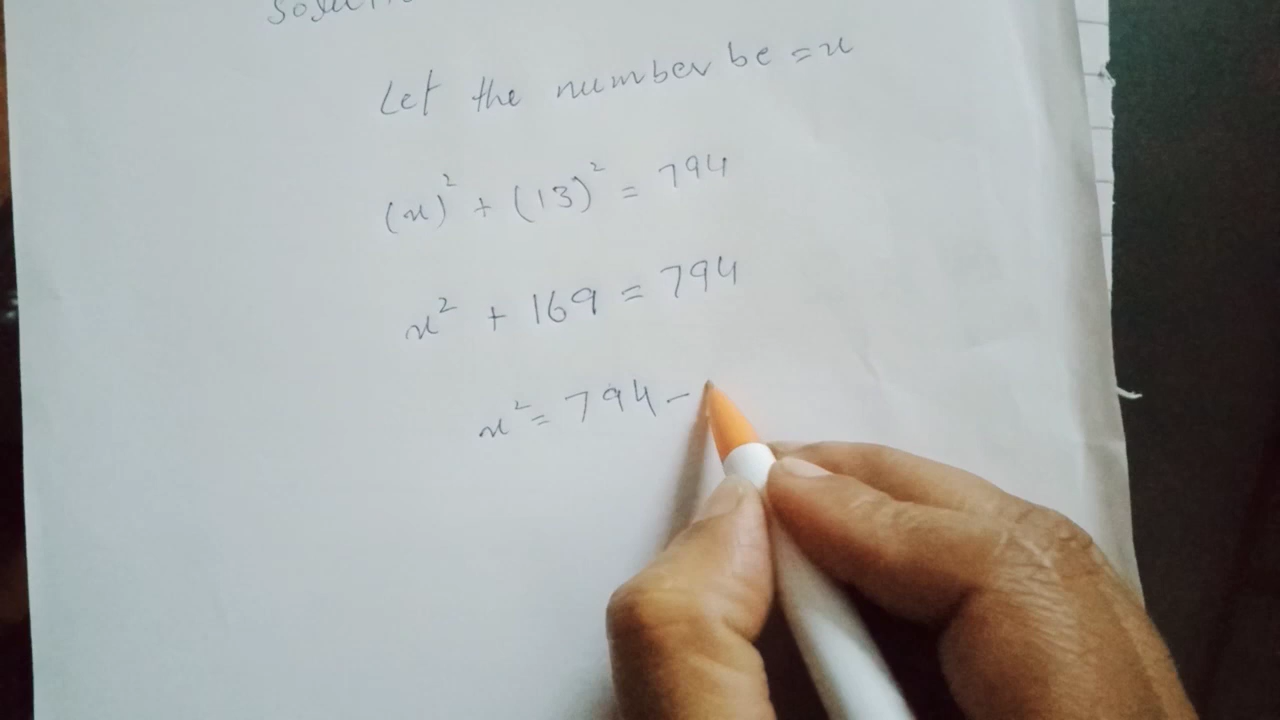 Let the number be = x
(x)² + (13)² = 794
x² + 169 = 794
x² = 794 -